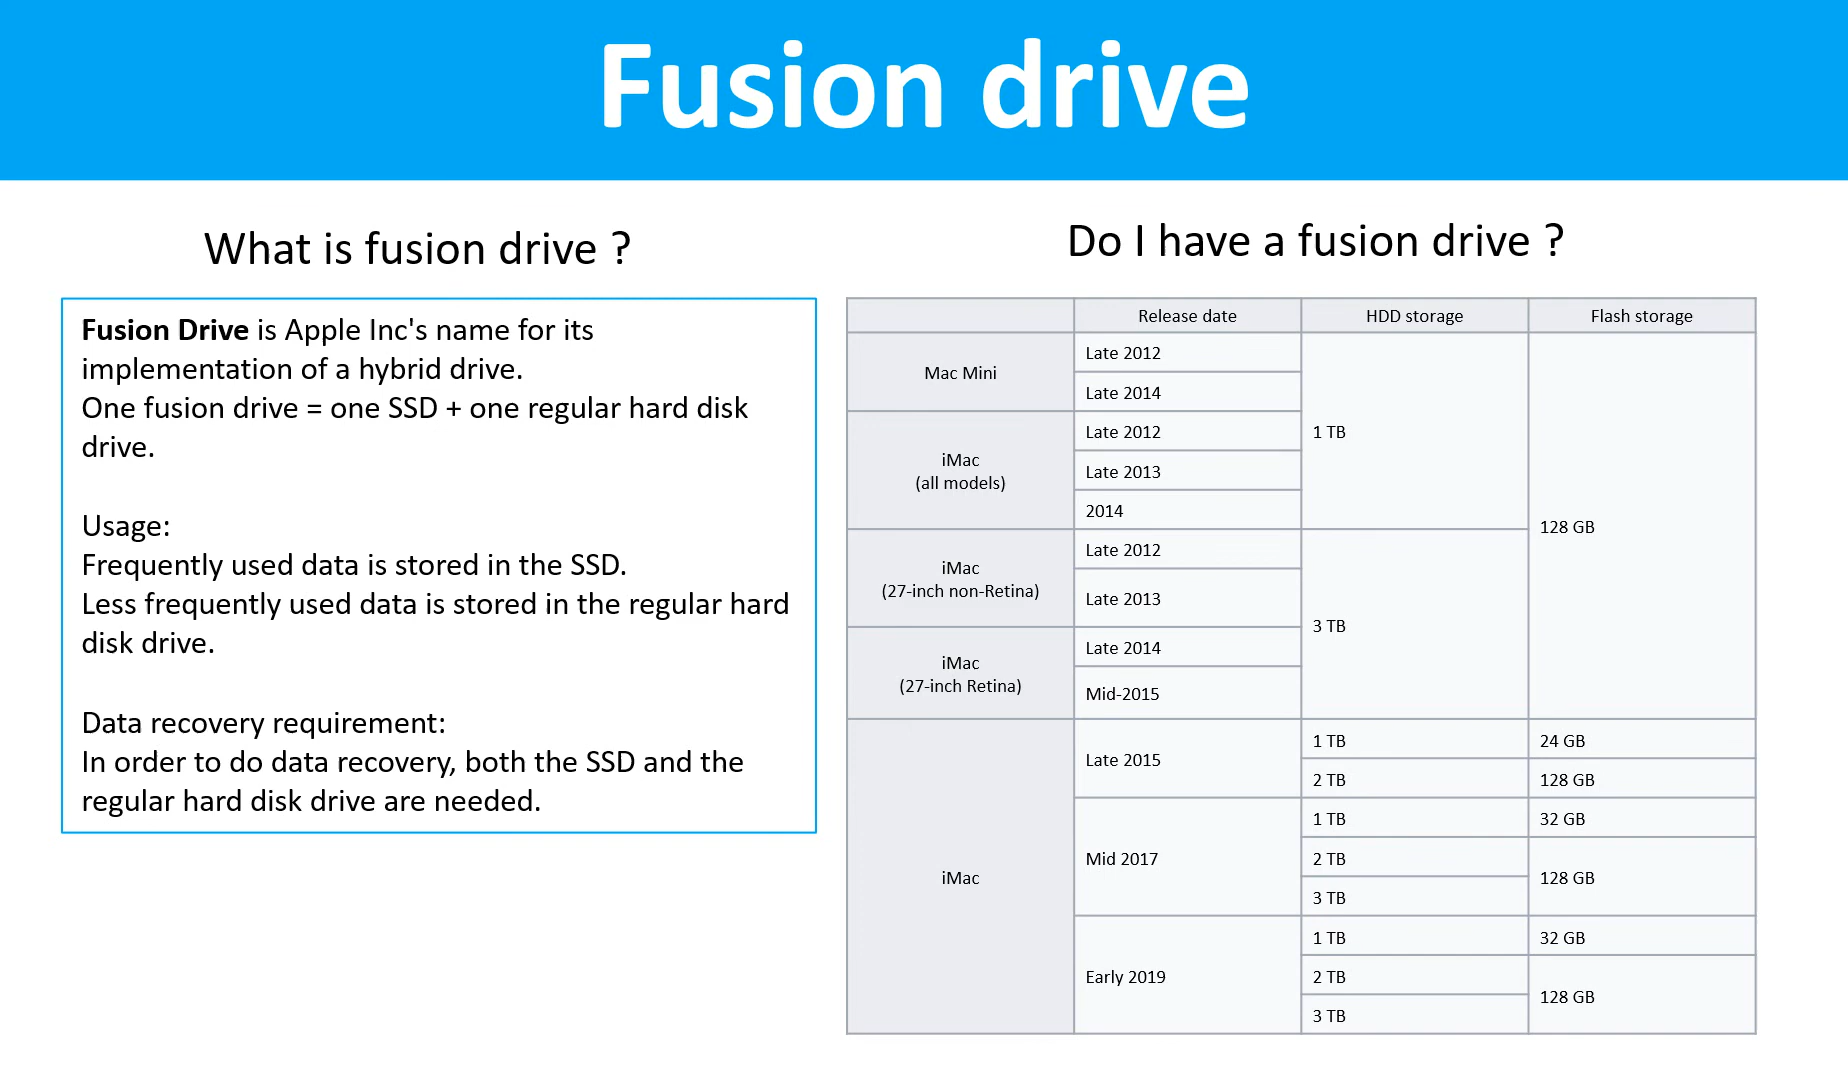 Fusion drive
What is fusion drive ?
Fusion Drive is Apple Inc's name for its
implementation of a hybrid drive.
One fusion drive = one SSD + one regular hard disk
drive.
Usage:
Frequently used data is stored in the SSD.
Less frequently used data is stored in the regular hard
disk drive.
Data recovery requirement:
In order to do data recovery, both the SSD and the
regular hard disk drive are needed.
Do I have a fusion drive ?
Release date HDD storage Flash storage
Mac Mini
Late 2012
Late 2014
iMac
(all models)
Late 2012
Late 2013
2014
1 TB
iMac
(27-inch non-Retina)
Late 2012
Late 2013
iMac
(27-inch Retina)
Late 2014
Mid-2015
3 TB
128 GB
iMac
Late 2015
1 TB 24 GB
2 TB 128 GB
Mid 2017
1 TB 32 GB
2 TB
3 TB
128 GB
Early 2019
1 TB 32 GB
2 TB
3 TB
128 GB